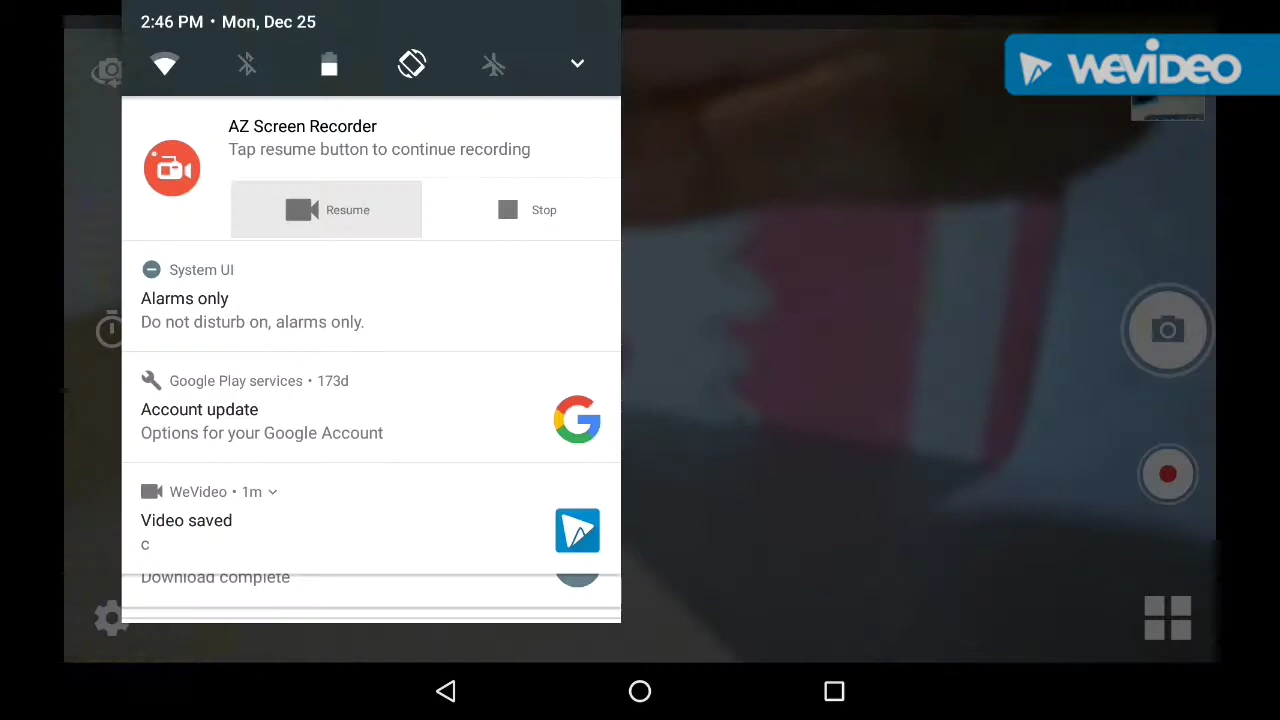 2:46 PM • Mon, Dec 25
WEVIDEO
AZ Screen Recorder
Tap resume button to continue recording
Resume
Stop
System UI
Alarms only
Do not disturb on, alarms only.
Google Play services • 173d
Account update
Options for your Google Account
WeVideo • 1m
Video saved
c
Download complete